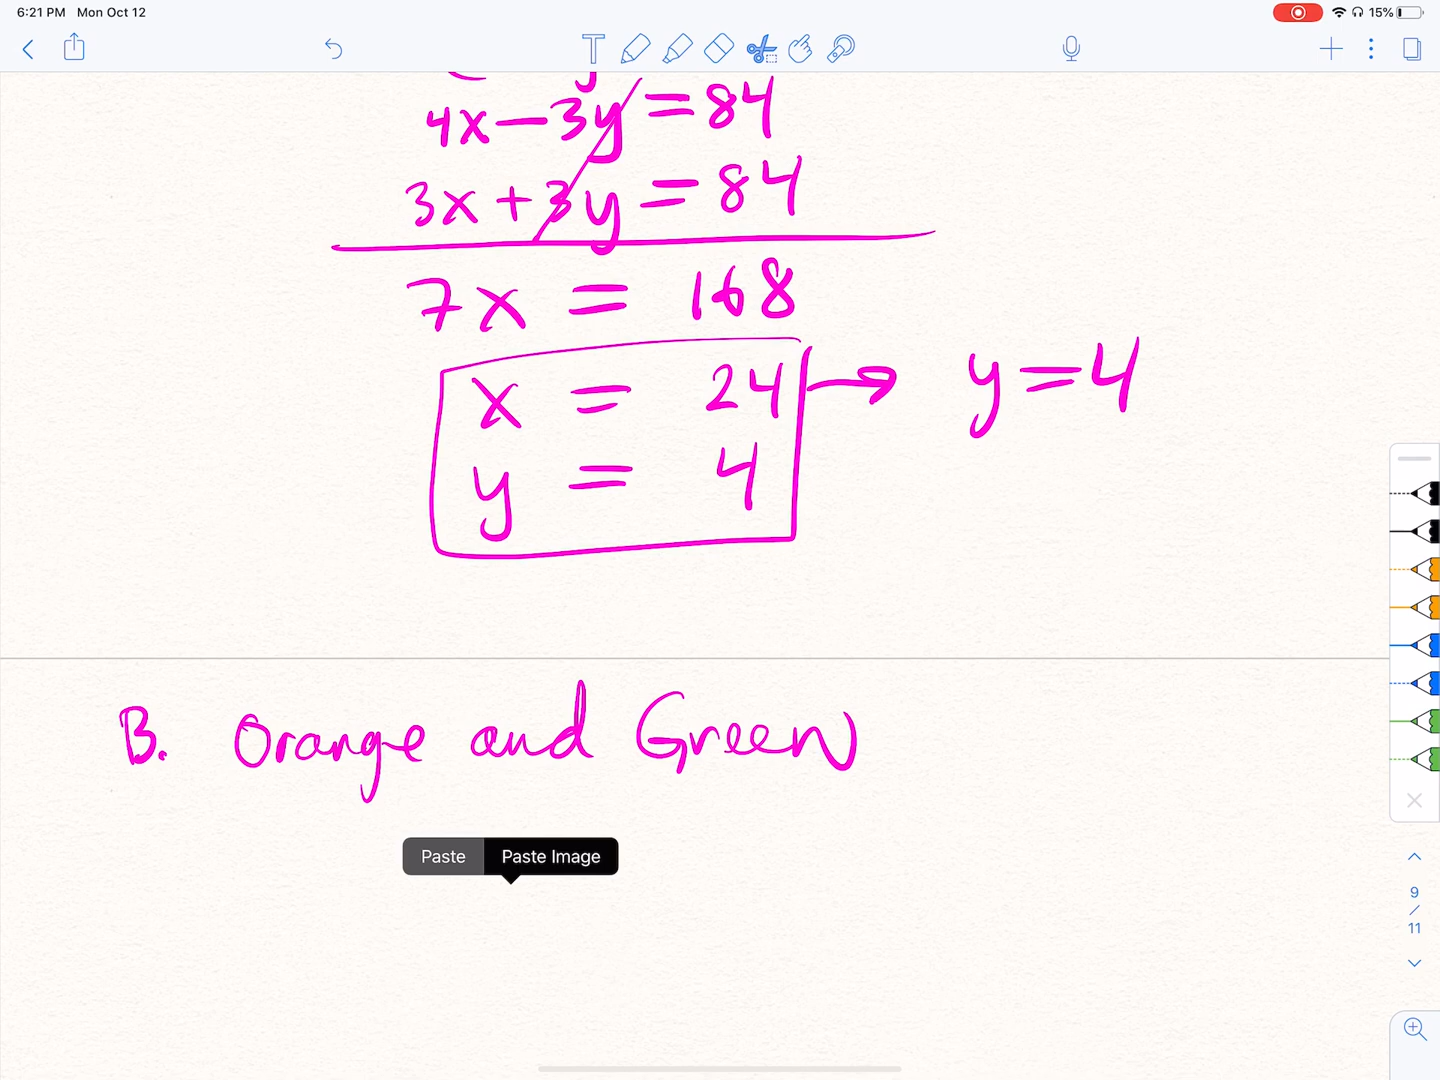 6:21 PM Mon Oct 12
15%
T
4x-3y=84
3x+3y=84
7x = 168
x = 24 → y=4
y = 4
B. Orange and Green
Paste Paste Image
9
/
11